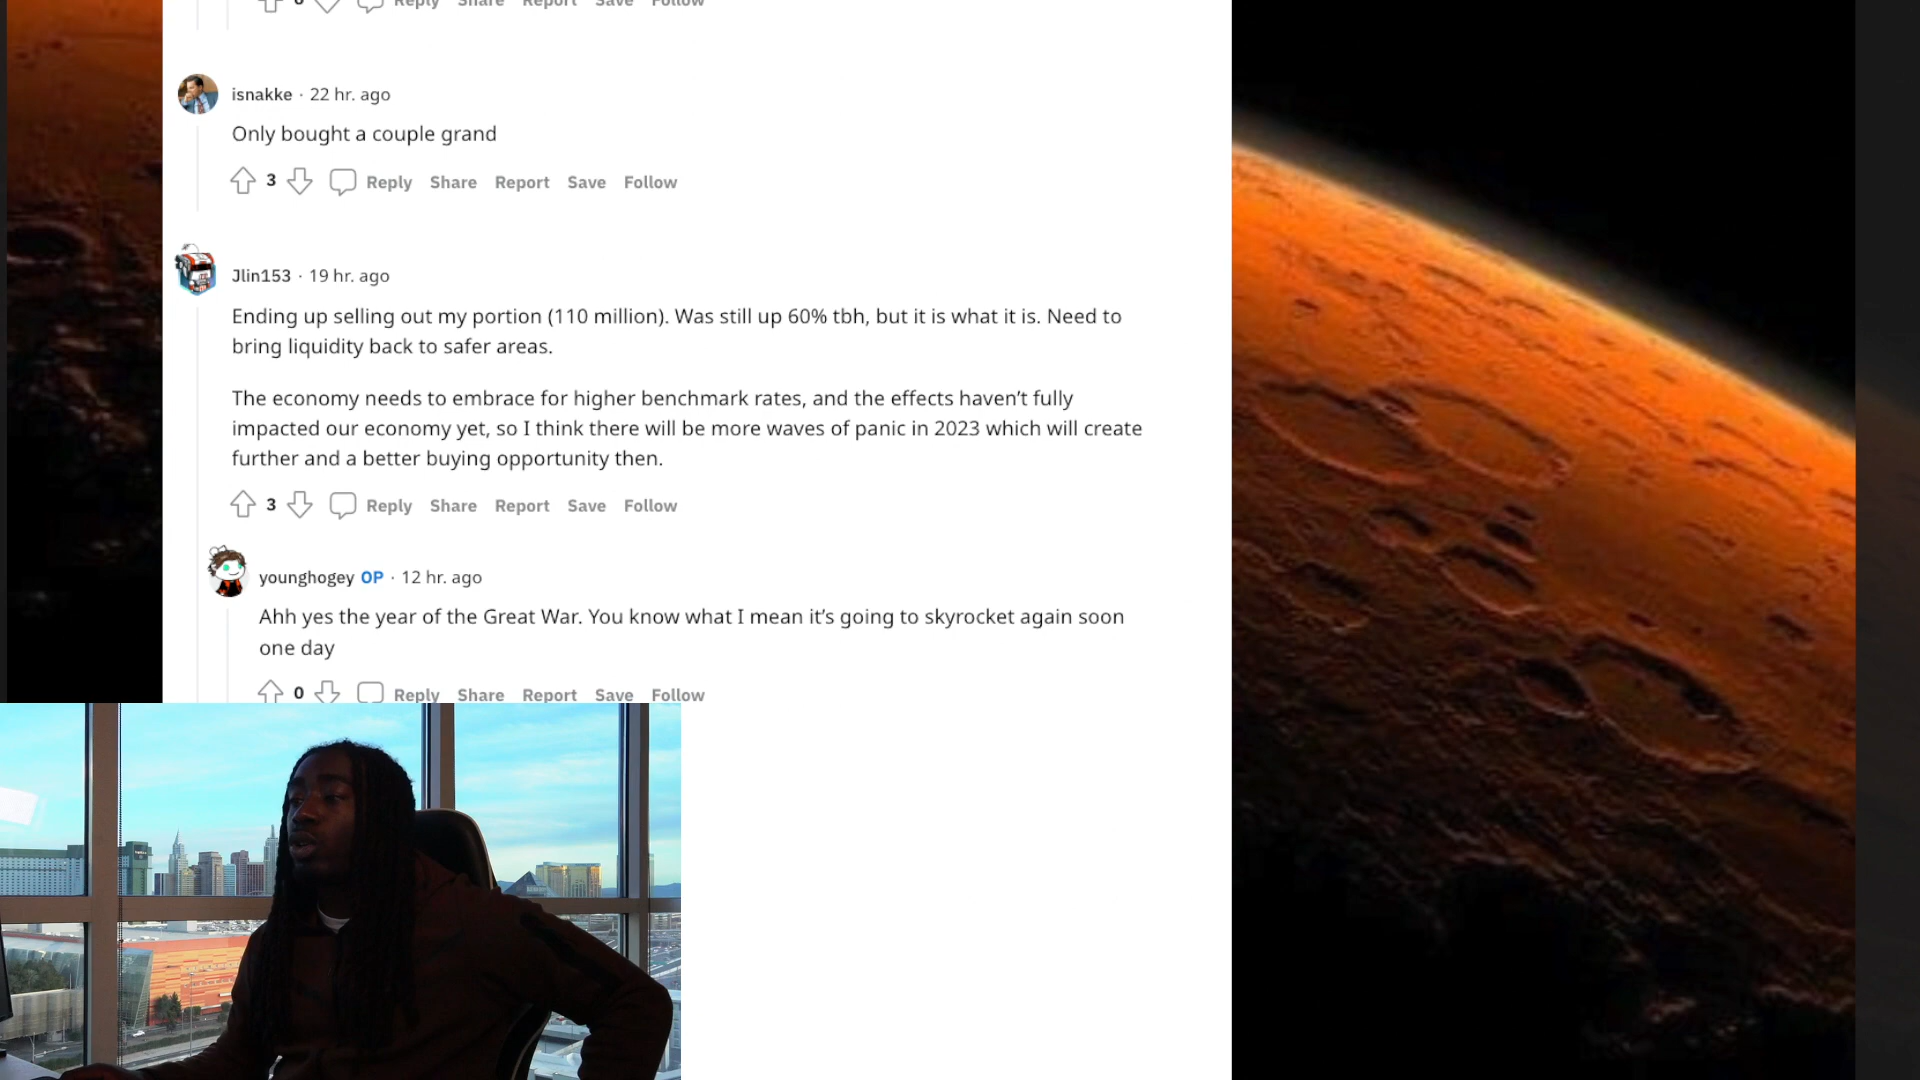 6 Reply Share Report Save Follow
isnakke · 22 hr. ago
Only bought a couple grand
3 Reply Share Report Save Follow
Jlin153 · 19 hr. ago
Ending up selling out my portion (110 million). Was still up 60% tbh, but it is what it is. Need to
bring liquidity back to safer areas.
The economy needs to embrace for higher benchmark rates, and the effects haven’t fully
impacted our economy yet, so I think there will be more waves of panic in 2023 which will create
further and a better buying opportunity then.
3 Reply Share Report Save Follow
younghogey OP · 12 hr. ago
Ahh yes the year of the Great War. You know what I mean it’s going to skyrocket again soon
one day
0 Reply Share Report Save Follow